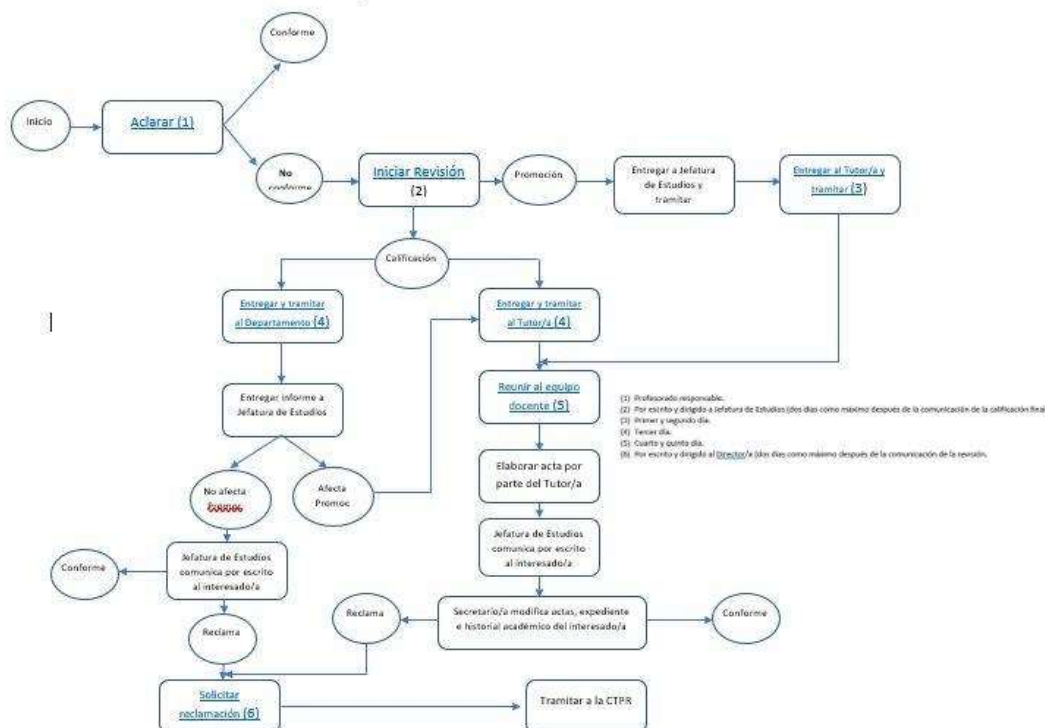 Conforme
Inicio
Aclarar (1)
No
conforme
Iniciar Revisión
(2)
Promoción
Entregar a Jefatura
de Estudios y
tramitar
Entregar al Tutor/a y
tramitar (3)
Calificación
Entregar y tramitar
al Departamento (4)
Entregar y tramitar
al Tutor/a (4)
Entregar informe a
Jefatura de Estudios
Reunir al equipo
docente (5)
(1) Profesorado responsable.
(2) Por escrito y dirigido a Jefatura de Estudios (dos días como máximo después de la comunicación de la calificación final
(3) Primer y segundo día.
(4) Tercer día.
(5) Cuarto y quinto día.
(6) Por escrito y dirigido al Director/a (dos días como máximo después de la comunicación de la revisión.
No afecta
Afecta
Promoc
Elaborar acta por
parte del Tutor/a
Jefatura de Estudios
comunica por escrito
al interesado/a
Conforme
Jefatura de Estudios
comunica por escrito
al interesado/a
Reclama
Secretario/a modifica actas, expediente
e historial académico del interesado/a
Conforme
Reclama
Solicitar
reclamación (6)
Tramitar a la CTPR